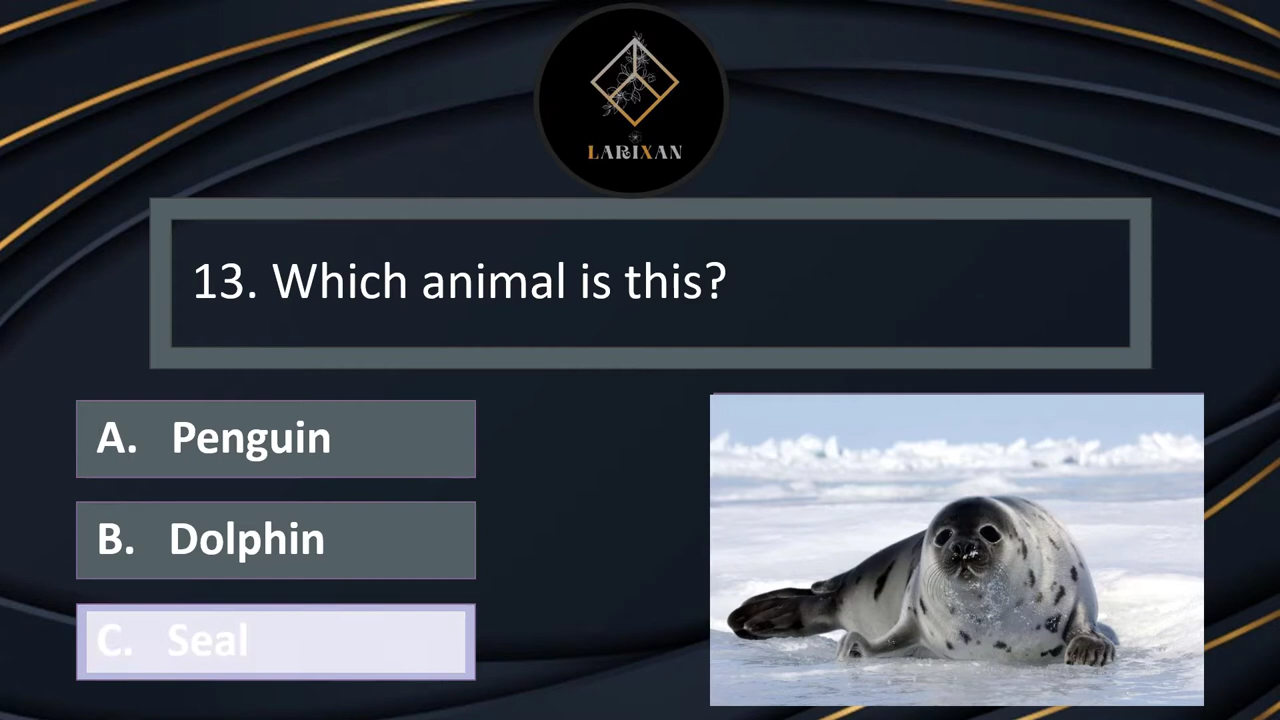 LARIXAN
13. Which animal is this?
A. Penguin
B. Dolphin
C. Seal